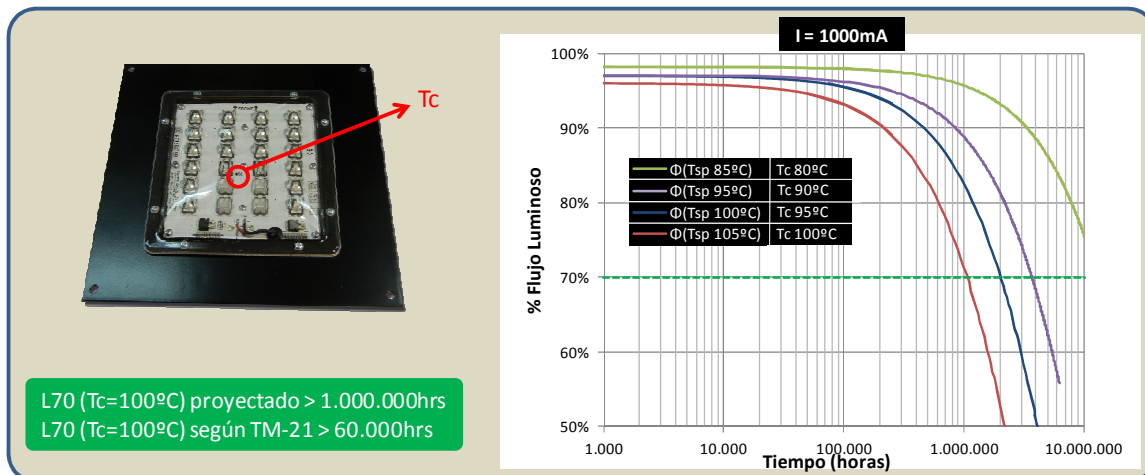 Tc
L70 (Tc=100ºC) proyectado > 1.000.000hrs
L70 (Tc=100ºC) según TM-21 > 60.000hrs
I = 1000mA
100%
90%
80%
70%
60%
50%
% Flujo Luminoso
Φ(Tsp 85ºC) Tc 80ºC
Φ(Tsp 95ºC) Tc 90ºC
Φ(Tsp 100ºC) Tc 95ºC
Φ(Tsp 105ºC) Tc 100ºC
1.000 10.000 100.000 1.000.000 10.000.000
Tiempo (horas)